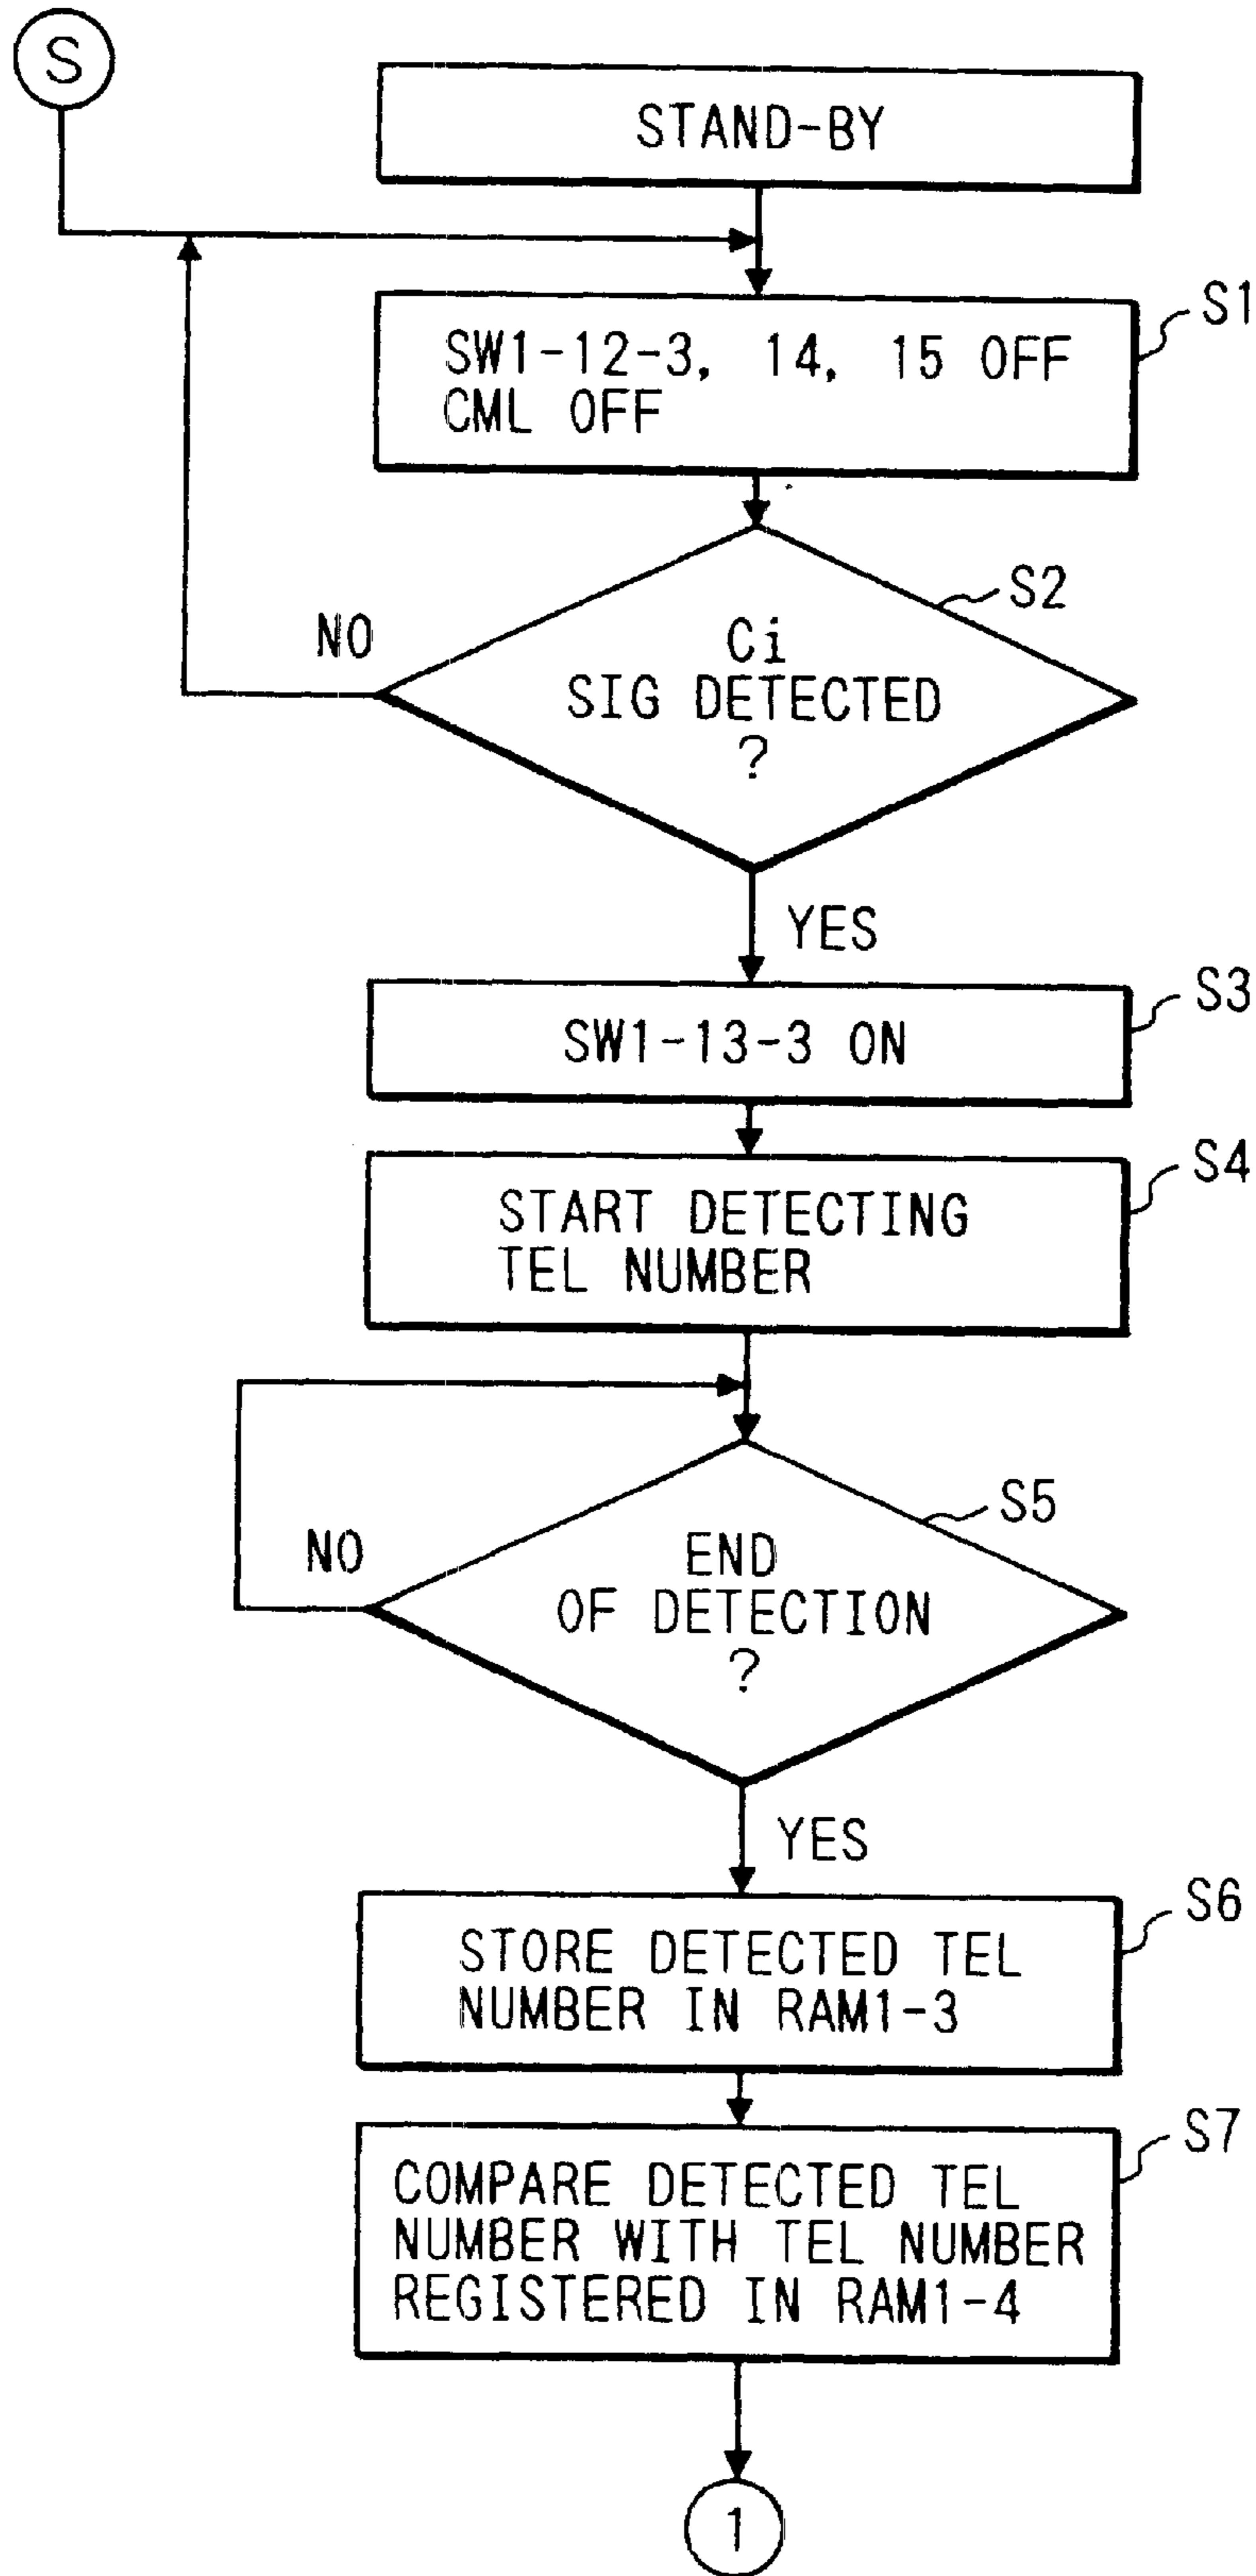 S
STAND-BY
SW1-12-3, 14, 15 OFF
CML OFF
S1
Ci
SIG DETECTED
?
S2
NO
YES
SW1-13-3 ON
S3
START DETECTING
TEL NUMBER
S4
END
OF DETECTION
?
S5
NO
YES
STORE DETECTED TEL
NUMBER IN RAM1-3
S6
COMPARE DETECTED TEL
NUMBER WITH TEL NUMBER
REGISTERED IN RAM1-4
S7
1